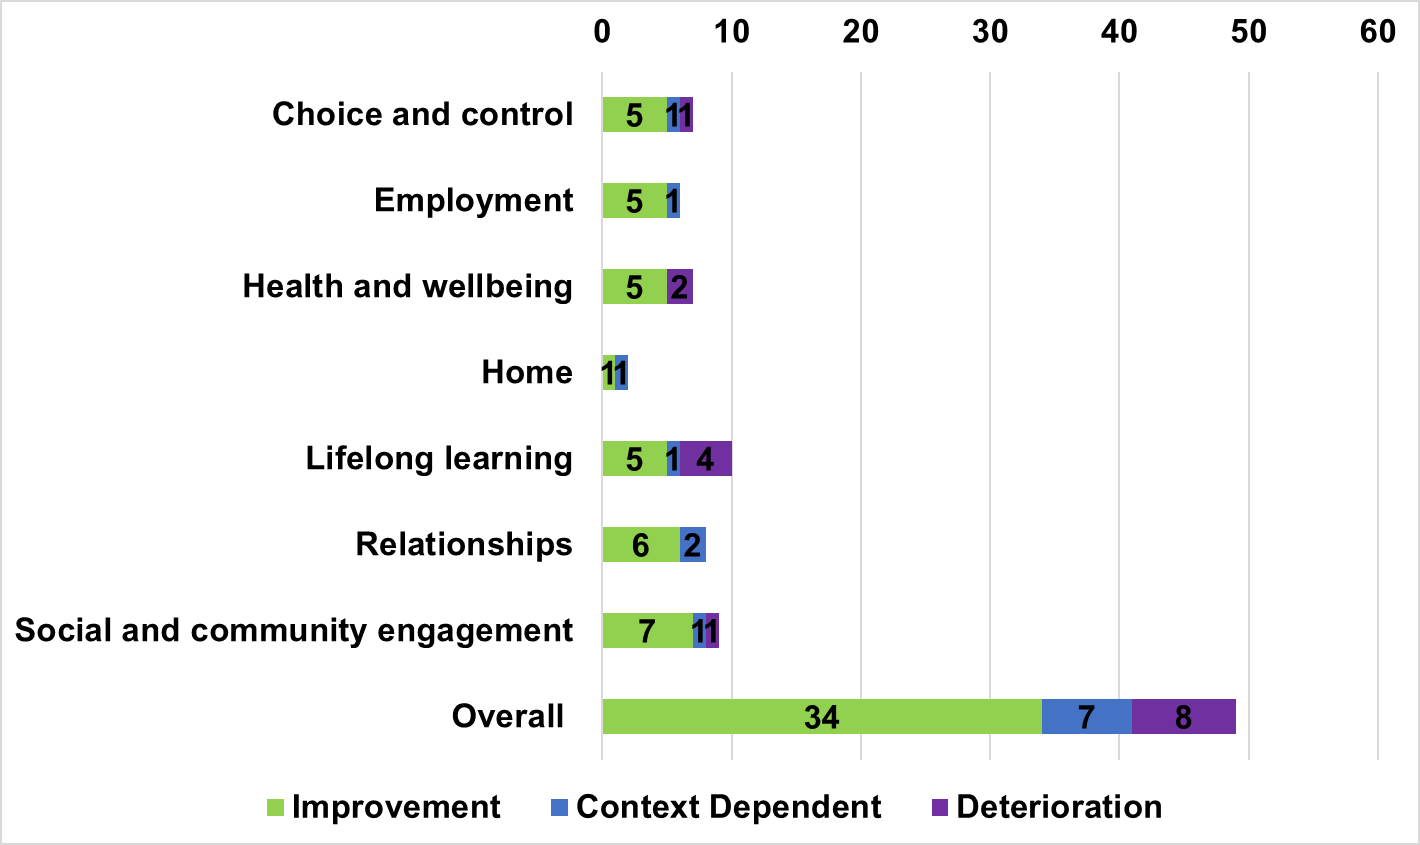 0 10 20 30 40 50 60
Choice and control 5 1 1
Employment 5 1
Health and wellbeing 5 2
Home 1 1
Lifelong learning 5 1 4
Relationships 6 2
Social and community engagement 7 1 1
Overall 34 7 8
Improvement Context Dependent Deterioration